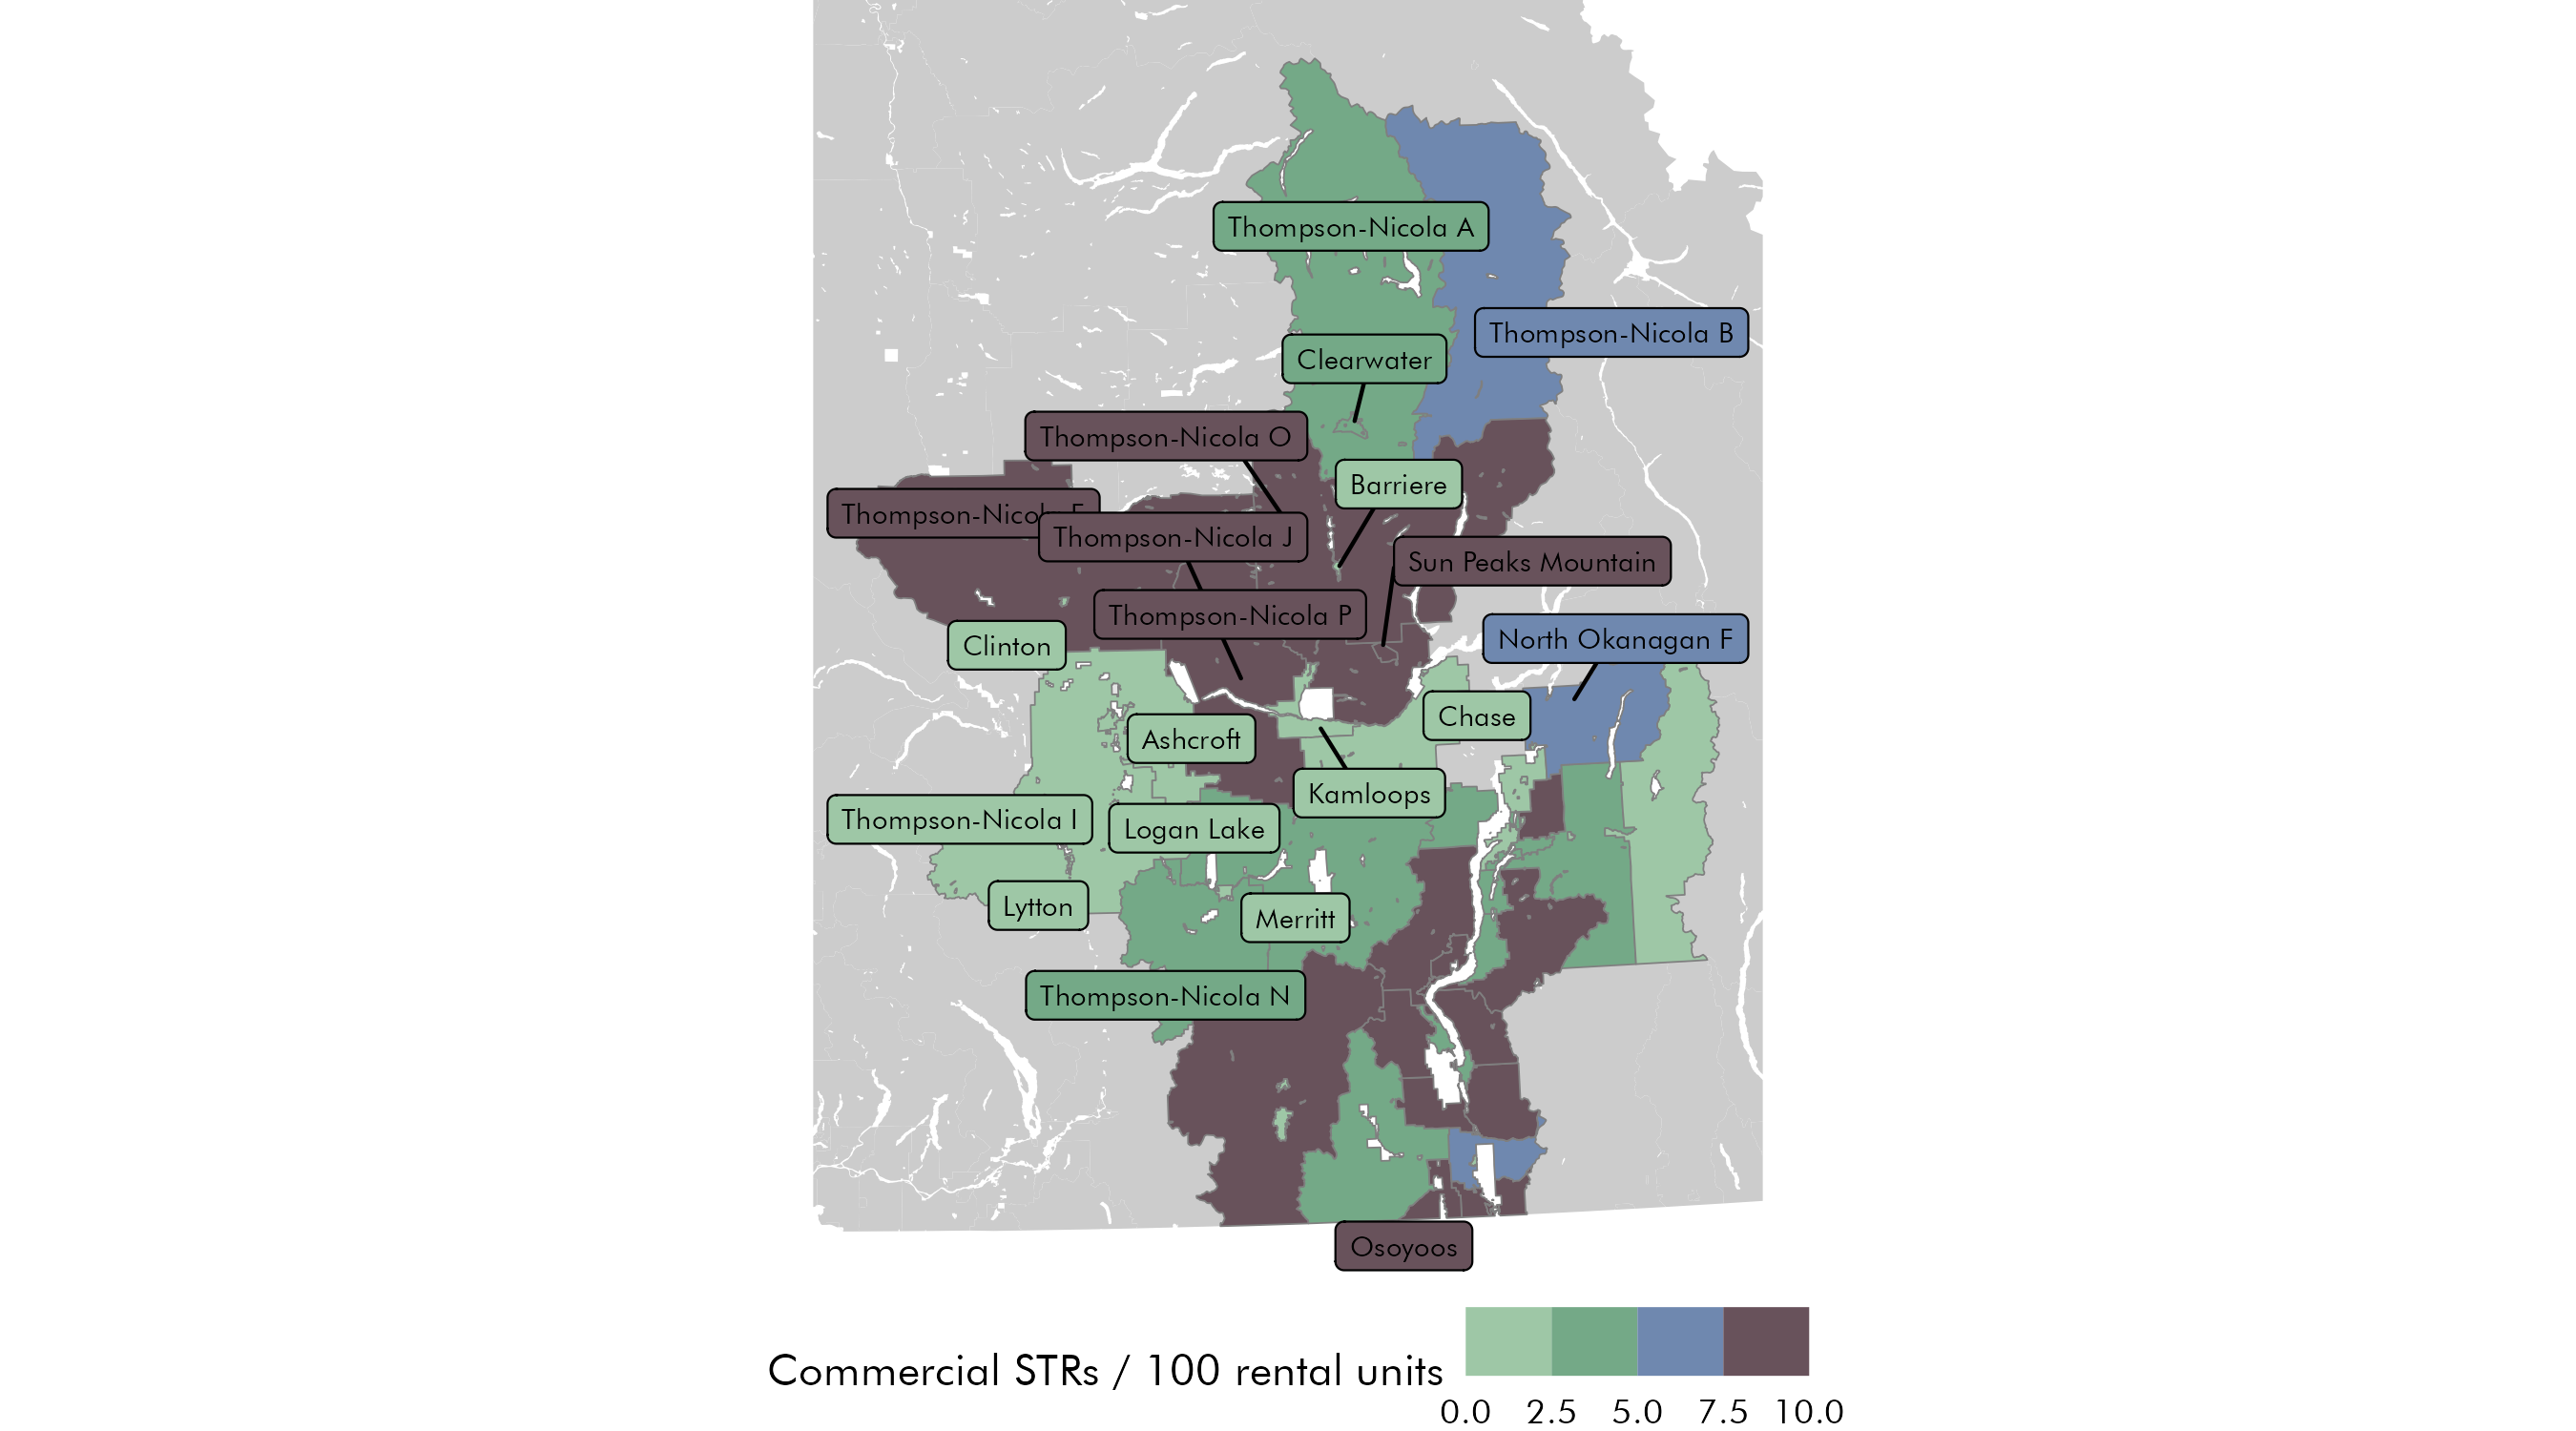 Thompson-Nicola A
Thompson-Nicola B
Clearwater
Thompson-Nicola O
Barriere
Thompson-Nicola J
Sun Peaks Mountain
Thompson-Nicola P
North Okanagan F
Clinton
Chase
Ashcroft
Kamloops
Thompson-Nicola I
Logan Lake
Lytton
Merritt
Thompson-Nicola N
Osoyoos
Commercial STRs / 100 rental units
0.0 2.5 5.0 7.5 10.0